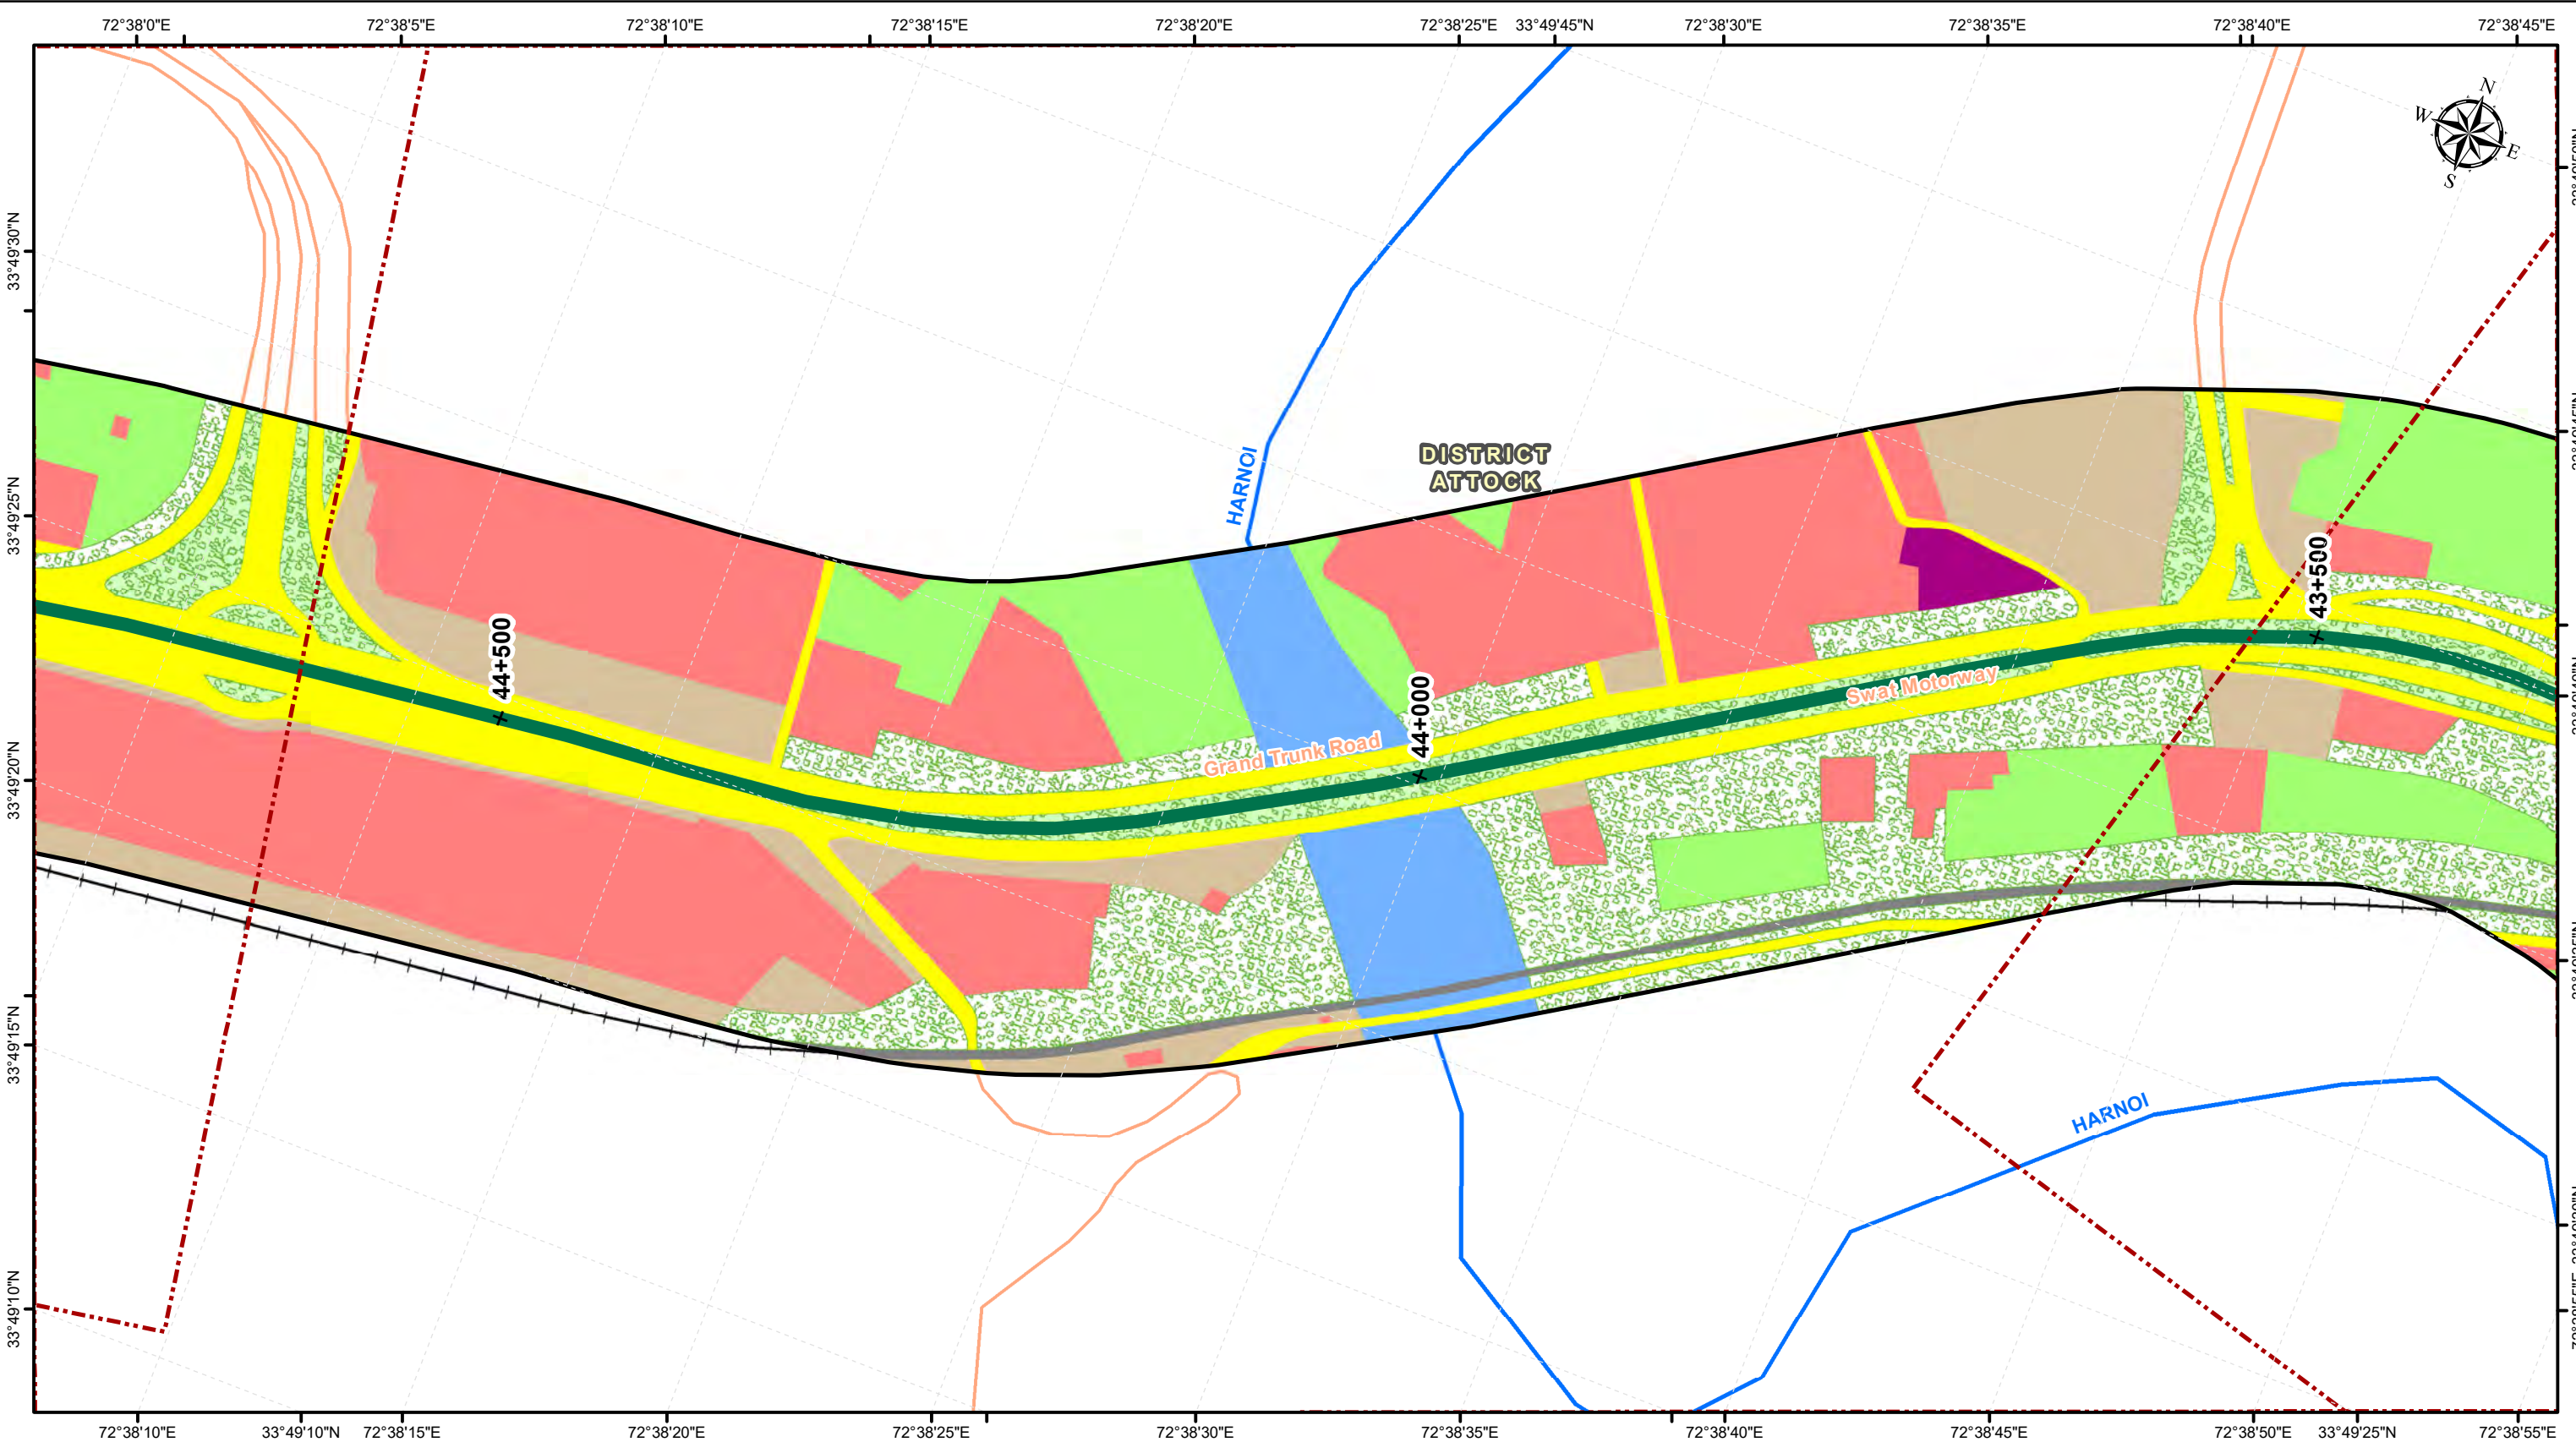 72°38'0"E
72°38'5"E
72°38'10"E
72°38'15"E
72°38'20"E
72°38'25"E
33°49'45"N
72°38'30"E
72°38'35"E
72°38'40"E
72°38'45"E
N
W
E
S
33°49'30"N
33°49'25"N
33°49'20"N
33°49'15"N
33°49'10"N
HARNOI
DISTRICT
ATTOCK
44+500
44+000
43+500
Swat Motorway
Grand Trunk Road
HARNOI
72°38'10"E
33°49'10"N
72°38'15"E
72°38'20"E
72°38'25"E
72°38'30"E
72°38'35"E
72°38'40"E
72°38'45"E
72°38'50"E
33°49'25"N
72°38'55"E